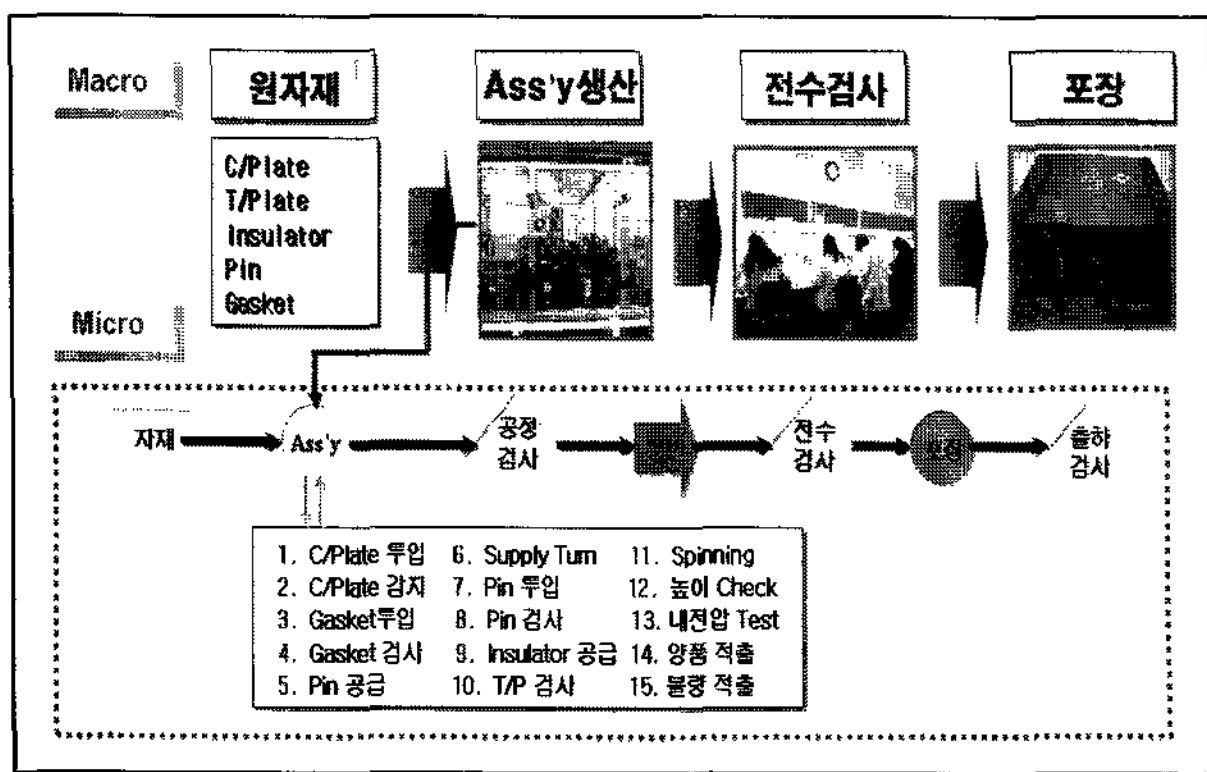 Macro
원자재
Ass'y 생산
전수검사
포장
C/Plate
T/Plate
Insulator
Pin
Gasket
Micro
자재
Ass'y
공정
검사
전수
검사
포장
출하
검사
1. C/Plate 투입
2. C/Plate 감지
3. Gasket투입
4. Gasket 검사
5. Pin 공급
6. Supply Turn
7. Pin 투입
8. Pin 검사
9. Insulator 공급
10. T/P 검사
11. Spinning
12. 높이 Check
13. 내전압 Test
14. 양품 적출
15. 불량 적출